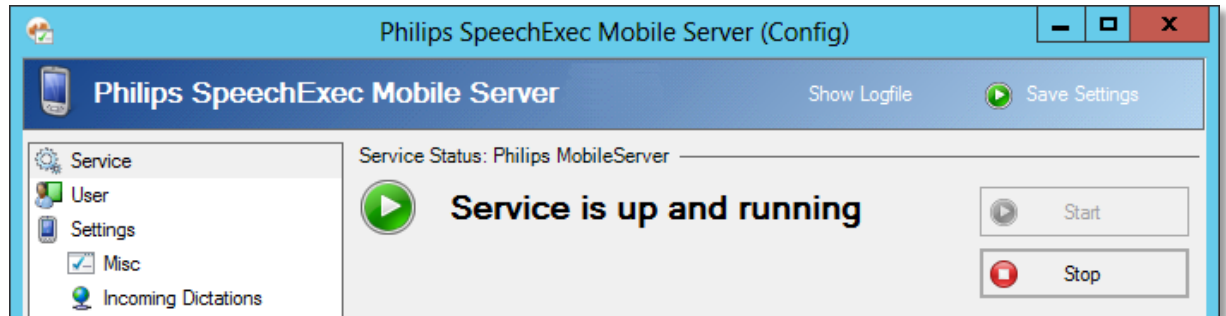 Philips SpeechExec Mobile Server (Config)
Philips SpeechExec Mobile Server
Show Logfile
Save Settings
Service
User
Settings
Misc
Incoming Dictations
Service Status: Philips MobileServer
Service is up and running
Start
Stop